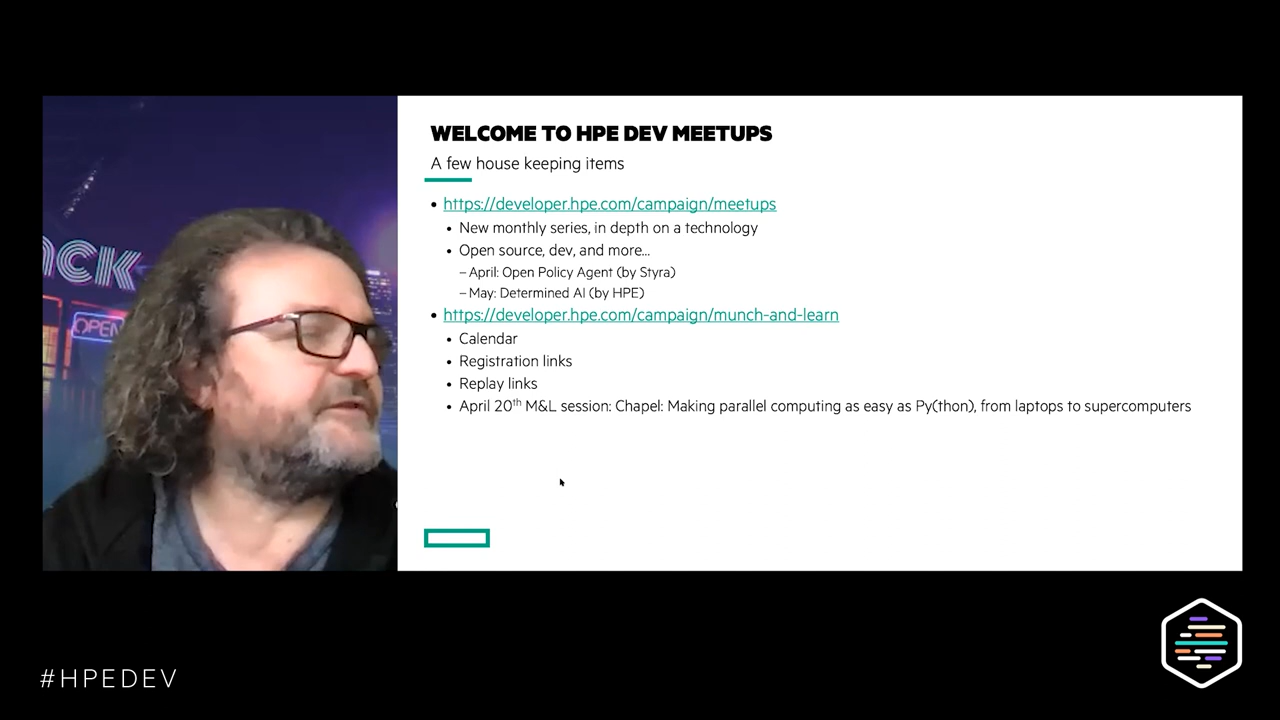 WELCOME TO HPE DEV MEETUPS
A few house keeping items
• https://developer.hpe.com/campaign/meetups
• New monthly series, in depth on a technology
• Open source, dev, and more...
– April: Open Policy Agent (by Styra)
– May: Determined AI (by HPE)
• https://developer.hpe.com/campaign/munch-and-learn
• Calendar
• Registration links
• Replay links
• April 20th M&L session: Chapel: Making parallel computing as easy as Py(thon), from laptops to supercomputers
OPEN
#HPEDEV